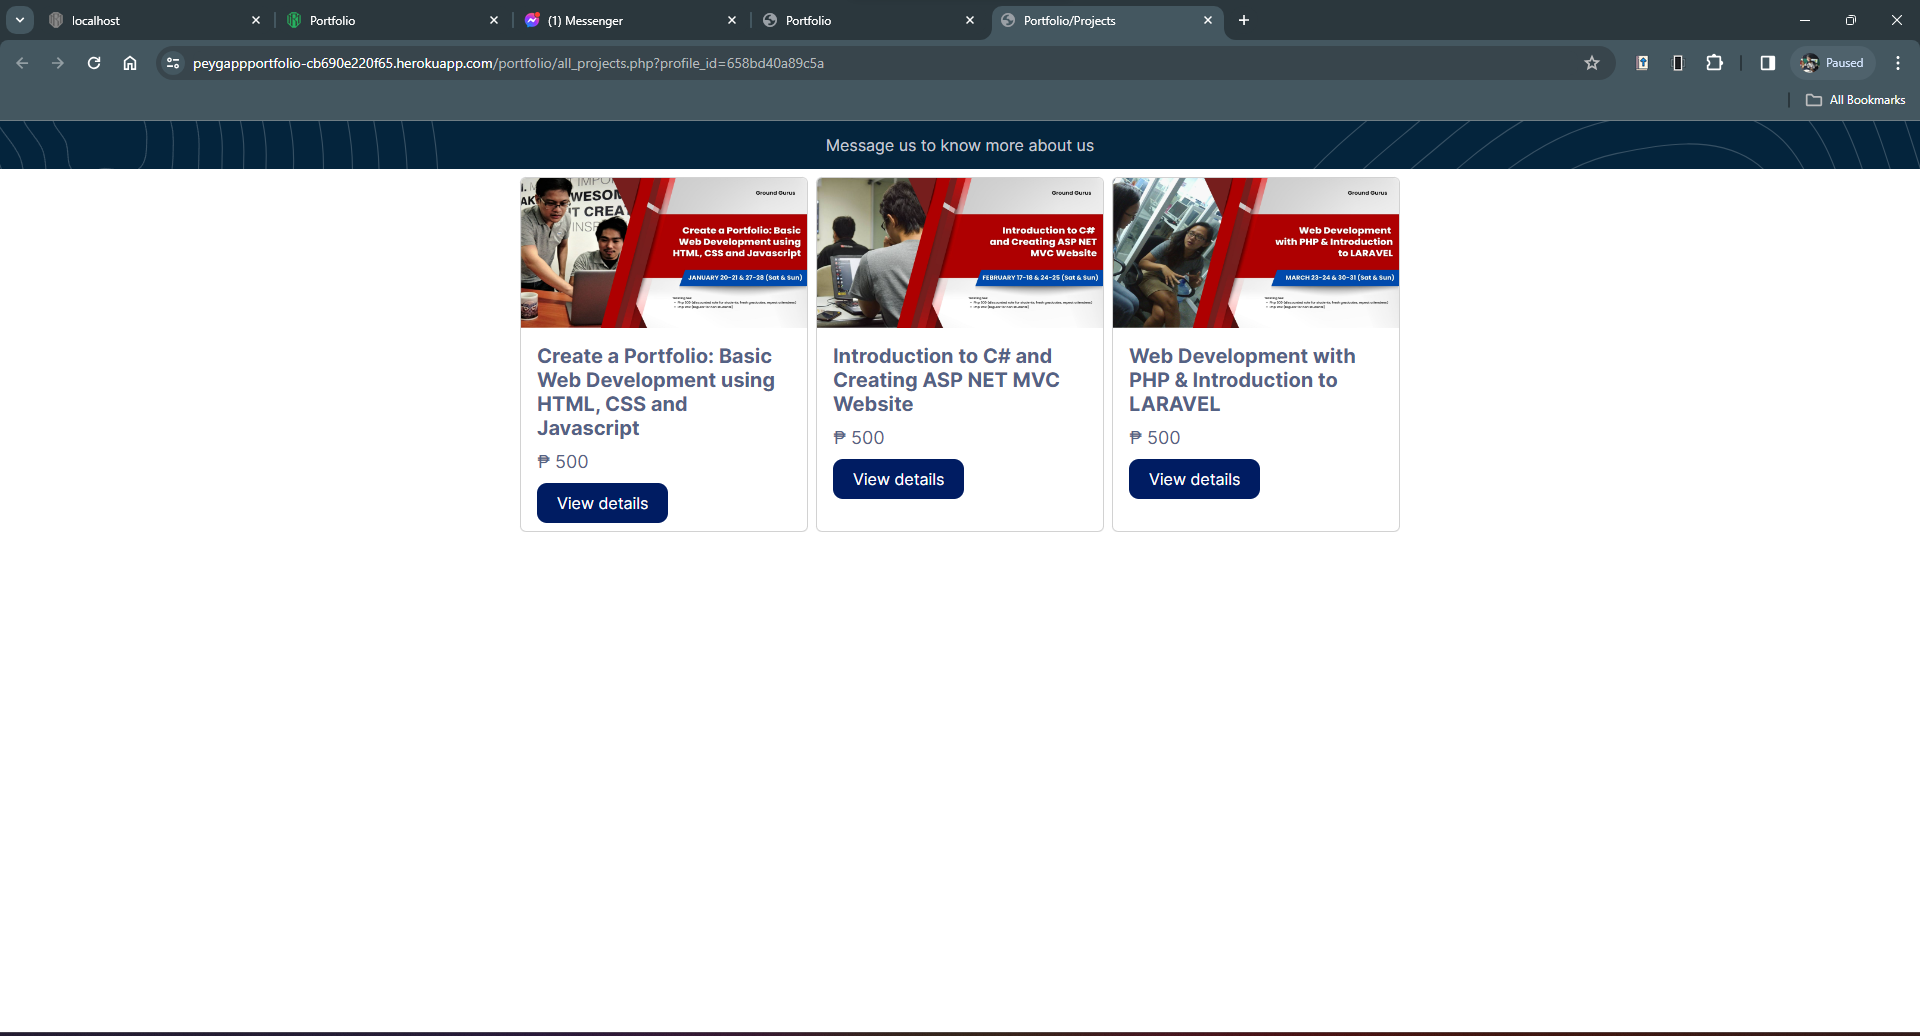 localhost
Portfolio
(1) Messenger
Portfolio
Portfolio/Projects
peygappportfolio-cb690e220f65.herokuapp.com/portfolio/all_projects.php?profile_id=658bd40a89c5a
Paused
All Bookmarks
Message us to know more about us
AWESOM
'T CREA
Ground Gurus
Create a Portfolio: Basic
Web Development using
HTML, CSS and Javascript
JANUARY 20-21 & 27-28 (Sat & Sun)
Create a Portfolio: Basic
Web Development using
HTML, CSS and
Javascript
₱ 500
View details
Ground Gurus
Introduction to C#
and Creating ASP NET
MVC Website
FEBRUARY 17-18 & 24-25 (Sat & Sun)
Introduction to C# and
Creating ASP NET MVC
Website
₱ 500
View details
Ground Gurus
Web Development
with PHP & Introduction
to LARAVEL
MARCH 23-24 & 30-31 (Sat & Sun)
Web Development with
PHP & Introduction to
LARAVEL
₱ 500
View details